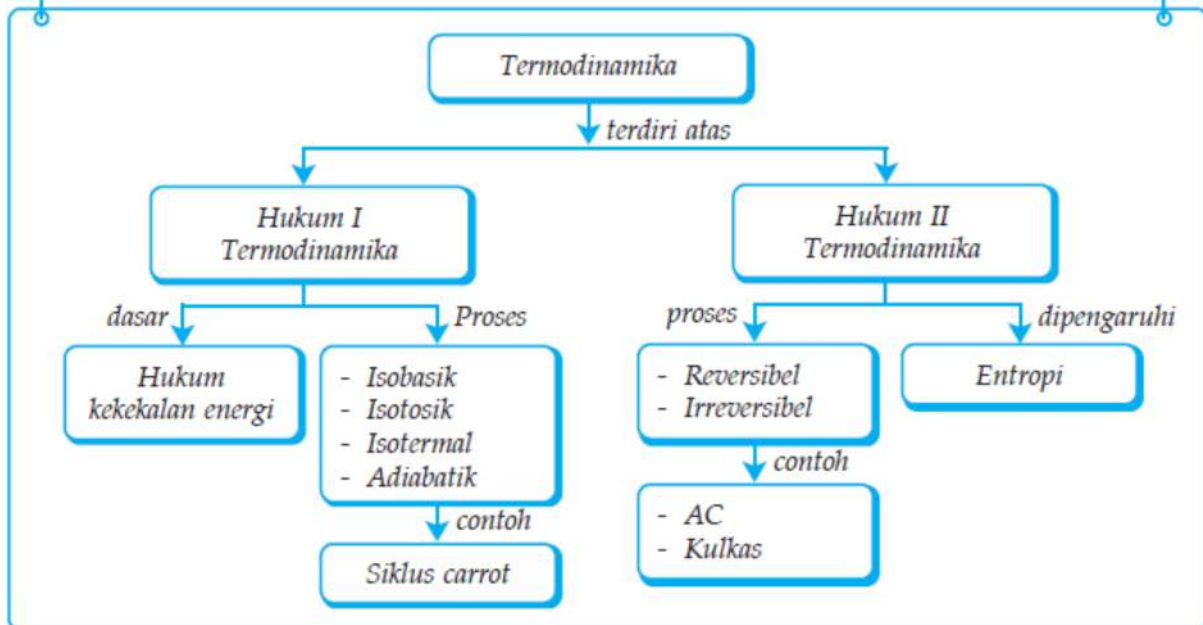 Termodinamika
terdiri atas
Hukum I
Termodinamika
Hukum II
Termodinamika
dasar
Proses
proses
dipengaruhi
Hukum
kekekalan energi
- Isobasik
- Isotosik
- Isotermal
- Adiabatik
- Reversibel
- Irreversibel
Entropi
contoh
contoh
Siklus carrot
- AC
- Kulkas